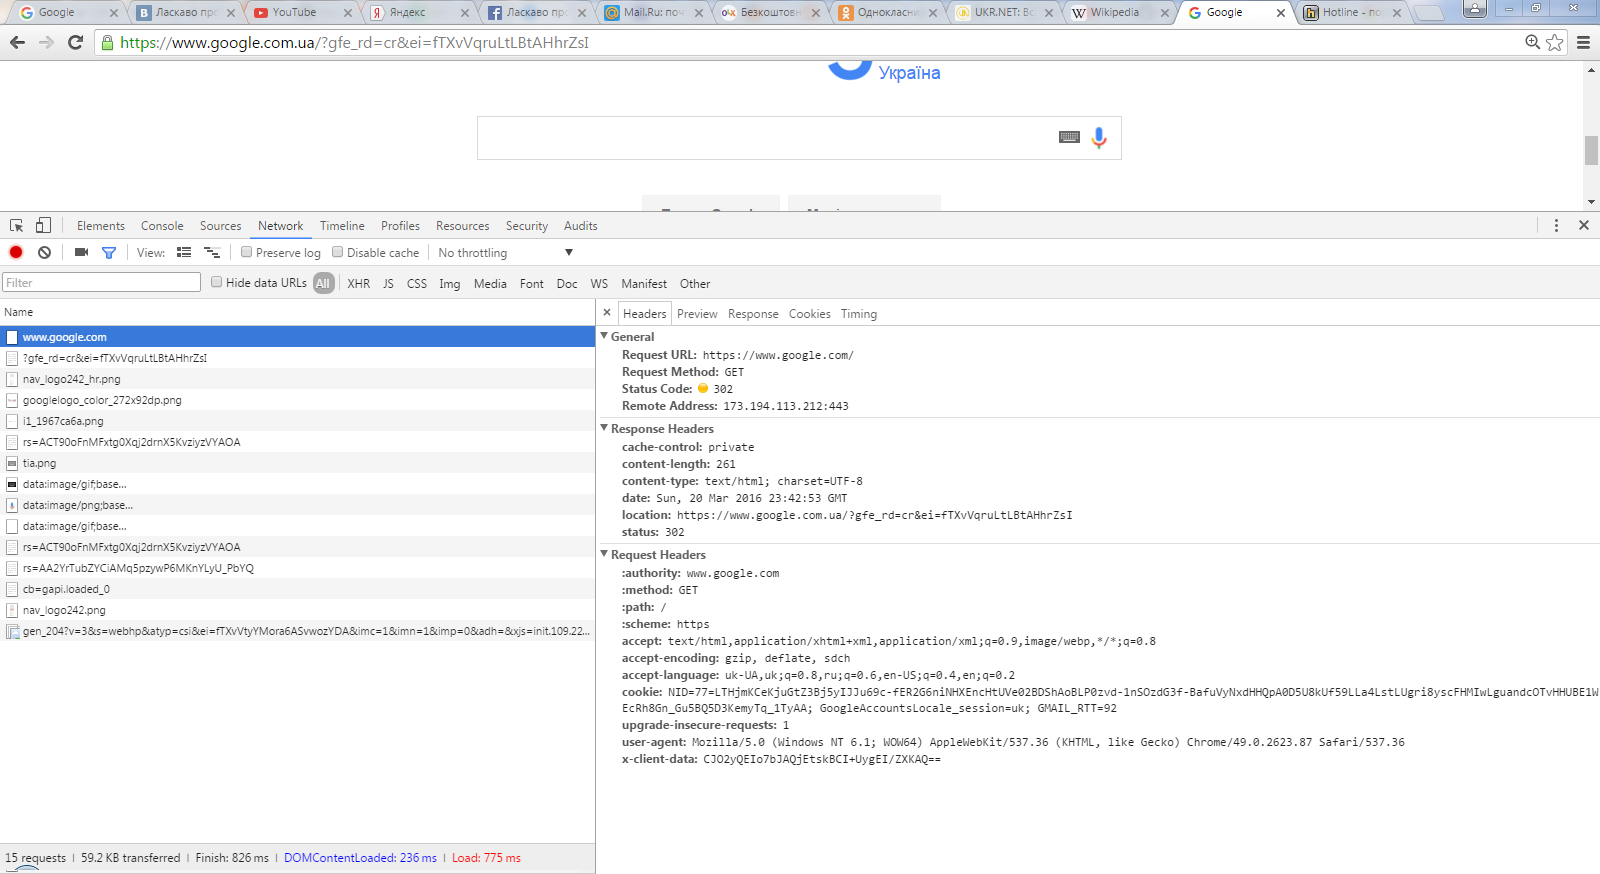 Google
Ласкаво про
YouTube
Яндекс
Ласкаво про
Mail.Ru: поч
Безкоштовн
Однокласни
UKR.NET: Вс
Wikipedia
Google
Hotline - по
https://www.google.com.ua/?gfe_rd=cr&ei=fTXvVqruLtLBtAHhrZsI
Україна
Elements Console Sources Network Timeline Profiles Resources Security Audits
View: Preserve log Disable cache No throttling
Filter Hide data URLs All XHR JS CSS Img Media Font Doc WS Manifest Other
Name
www.google.com
?gfe_rd=cr&ei=fTXvVqruLtLBtAHhrZsI
nav_logo242_hr.png
googlelogo_color_272x92dp.png
i1_1967ca6a.png
rs=ACT90oFnMFxtg0Xqj2drnX5KvziyzVYAOA
tia.png
data:image/gif;base...
data:image/png;base...
data:image/gif;base...
rs=ACT90oFnMFxtg0Xqj2drnX5KvziyzVYAOA
rs=AA2YrTubZYCiAMq5pzywP6MKnYLyU_PbYQ
cb=gapi.loaded_0
nav_logo242.png
gen_204?v=3&s=webhp&atyp=csi&ei=fTXvVtyYMora6ASvwozYDA&imc=1&imn=1&imp=0&adh=&xjs=init.109.22...
15 requests | 59.2 KB transferred | Finish: 826 ms | DOMContentLoaded: 236 ms | Load: 775 ms
Headers Preview Response Cookies Timing
General
Request URL: https://www.google.com/
Request Method: GET
Status Code: 302
Remote Address: 173.194.113.212:443
Response Headers
cache-control: private
content-length: 261
content-type: text/html; charset=UTF-8
date: Sun, 20 Mar 2016 23:42:53 GMT
location: https://www.google.com.ua/?gfe_rd=cr&ei=fTXvVqruLtLBtAHhrZsI
status: 302
Request Headers
:authority: www.google.com
:method: GET
:path: /
:scheme: https
accept: text/html,application/xhtml+xml,application/xml;q=0.9,image/webp,*/*;q=0.8
accept-encoding: gzip, deflate, sdch
accept-language: uk-UA,uk;q=0.8,ru;q=0.6,en-US;q=0.4,en;q=0.2
cookie: NID=77=LTHjmKCeKjuGtZ3Bj5yIJJu69c-fER2G6niNHXEncHtUVe02BDShAoBLP0zvd-1nSOzdG3f-BafuVyNxdHHQpA0D5U8kUf59LLa4LstLUgri8yscFHMIwLguandcOTvHHUBE1W
EcRh8Gn_Gu5BQ5D3KemyTq_1TyAA; GoogleAccountsLocale_session=uk; GMAIL_RTT=92
upgrade-insecure-requests: 1
user-agent: Mozilla/5.0 (Windows NT 6.1; WOW64) AppleWebKit/537.36 (KHTML, like Gecko) Chrome/49.0.2623.87 Safari/537.36
x-client-data: CJO2yQEIo7bJAQjEtskBCI+UygEI/ZXKAQ==